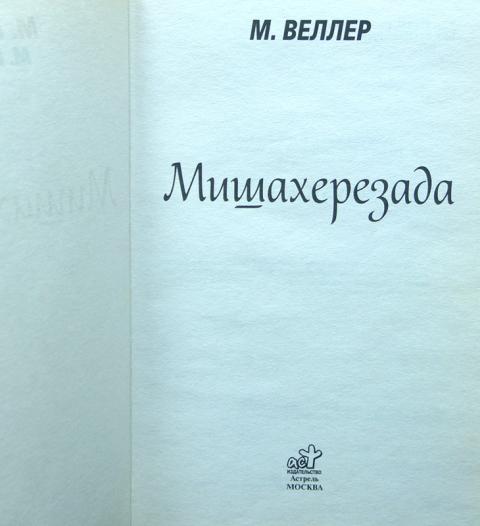 М. ВЕЛЛЕР
Мишахерезада
аст
ИЗДАТЕЛЬСТВО
Астрель
МОСКВА